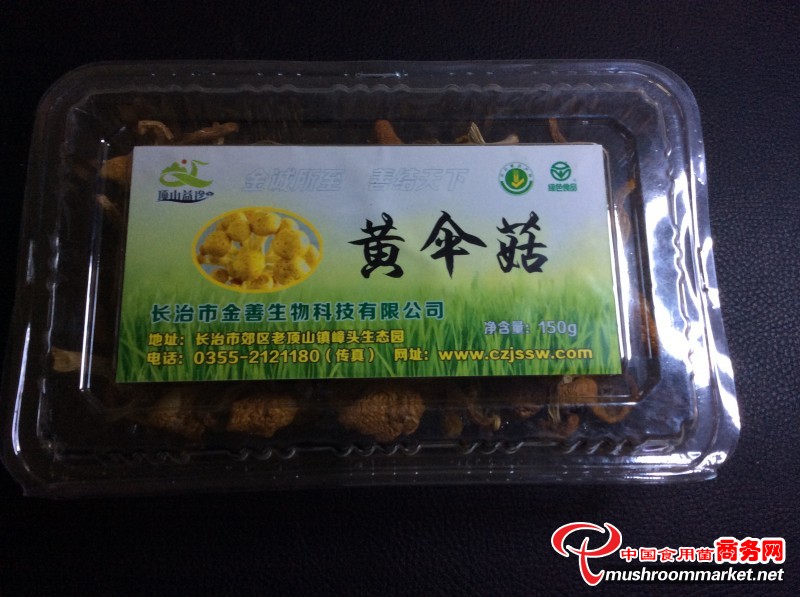 全诚所至 善结天下
顶山益珍
绿色食品
黄伞菇
长治市金善生物科技有限公司
净含量：150g
地址：长治市郊区老顶山镇嶂头生态园
电话：0355-2121180（传真） 网址：www.czjssw.com
中国食用菌商务网
mushroommarket.net